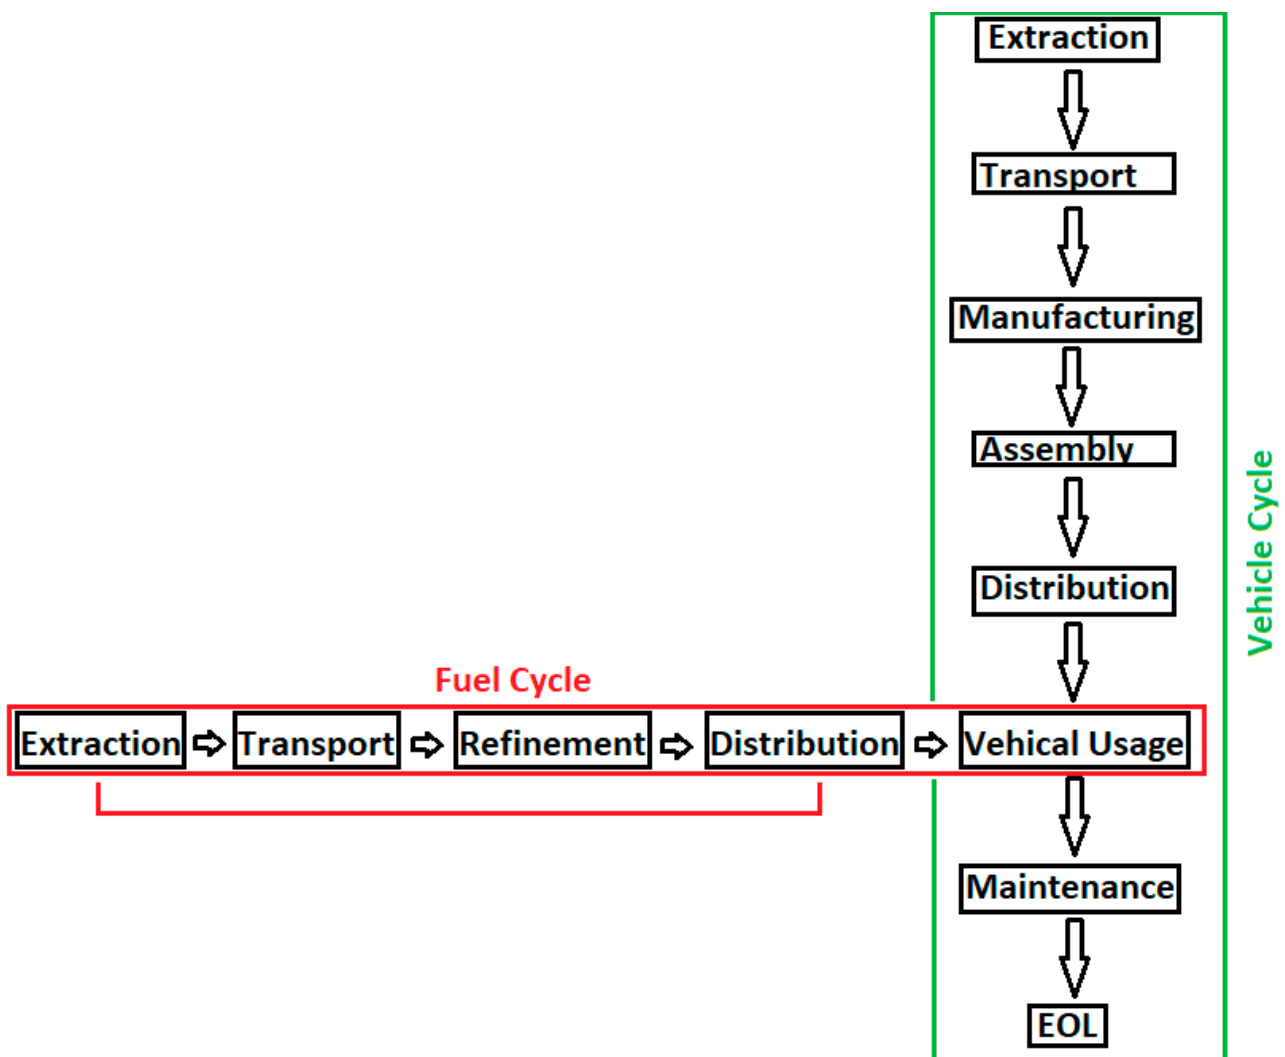 Extraction
Transport
Manufacturing
Assembly
Distribution
Vehicle Cycle
Fuel Cycle
Extraction Transport Refinement Distribution Vehical Usage
Maintenance
EOL